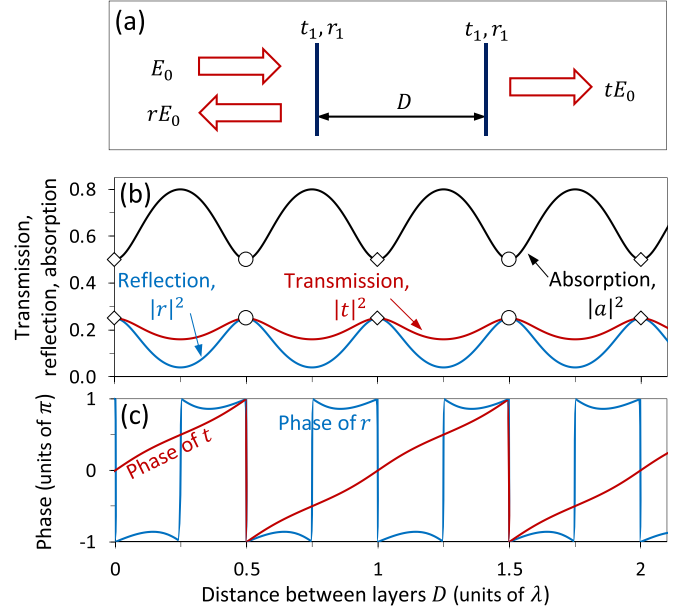 (a)
t₁, r₁
t₁, r₁
E₀
rE₀
D
tE₀
(b)
Transmission,
reflection, absorption
0.8
0.6
0.4
0.2
0.0
Reflection,
|r|²
Transmission,
|t|²
Absorption,
|a|²
(c)
Phase (units of π)
1
0
-1
Phase of t
Phase of r
0
0.5
1
1.5
2
Distance between layers D (units of λ)